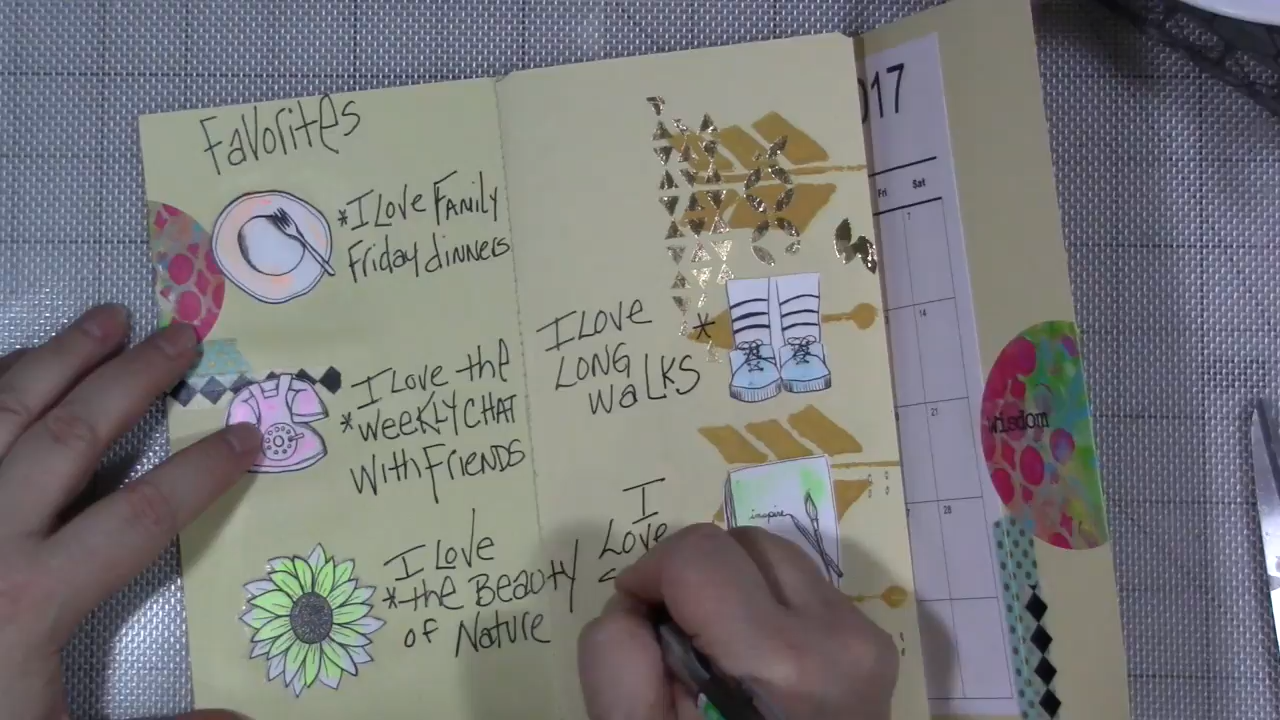 Favorites
*I Love Family
Friday dinners
I Love the
*weekly chat
with Friends
I Love
*the Beauty
of Nature
I Love *
Long
walks
I
Love
inspire
017
Fri Sat
7
14
21
28
wisdom